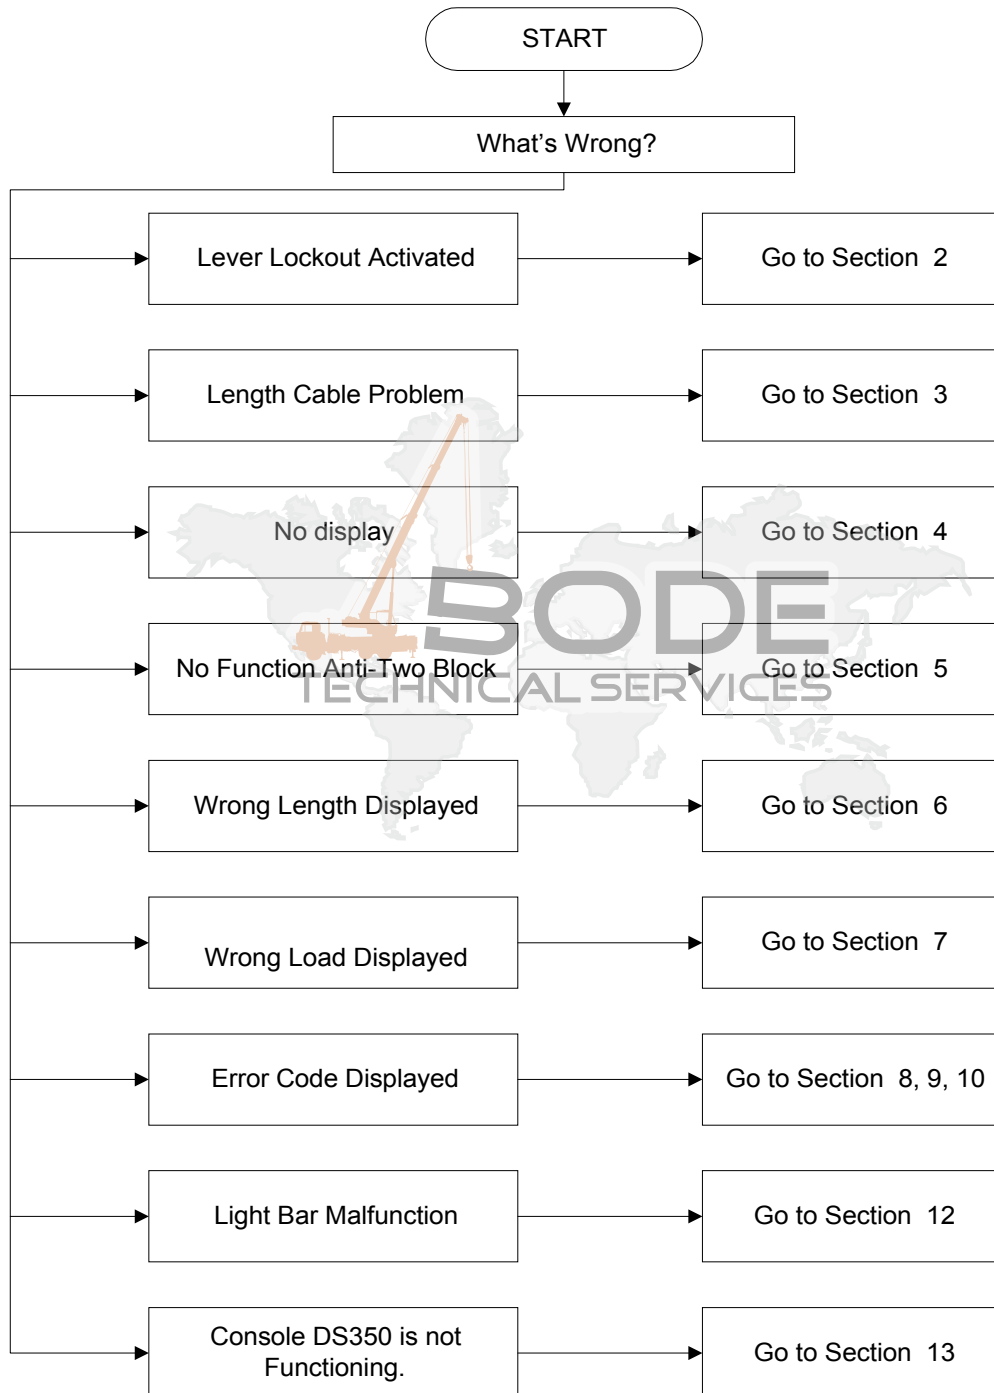 START
What's Wrong?
Lever Lockout Activated
Go to Section 2
Length Cable Problem
Go to Section 3
No display
Go to Section 4
No Function Anti-Two Block
Go to Section 5
BODE
TECHNICAL SERVICES
Wrong Length Displayed
Go to Section 6
Wrong Load Displayed
Go to Section 7
Error Code Displayed
Go to Section 8, 9, 10
Light Bar Malfunction
Go to Section 12
Console DS350 is not
Functioning.
Go to Section 13